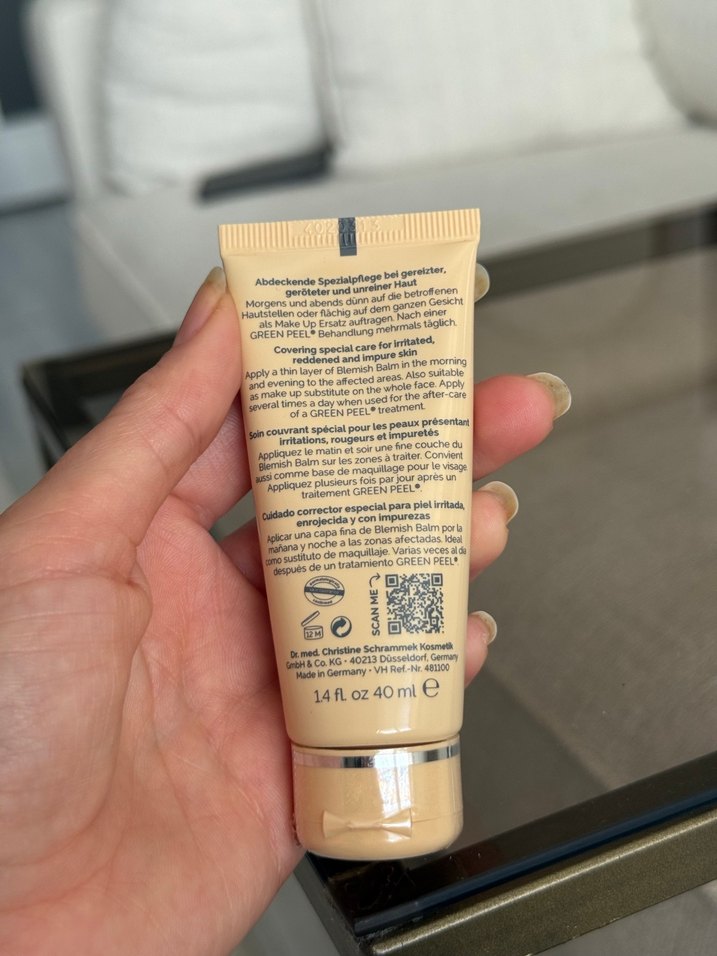 Abdeckende Spezialpflege bei gereizter,
geröteter und unreiner Haut
Morgens und abends dünn auf die betroffenen
Hautstellen oder flächig auf dem ganzen Gesicht
als Make Up Ersatz auftragen. Nach einer
GREEN PEEL® Behandlung mehrmals täglich.
Covering special care for irritated,
reddened and impure skin
Apply a thin layer of Blemish Balm in the morning
and evening to the affected areas. Also suitable
as make up substitute on the whole face. Apply
several times a day when used for the after-care
of a GREEN PEEL® treatment.
Soin couvrant spécial pour les peaux présentant
irritations, rougeurs et impuretés
Appliquez le matin et soir une fine couche du
Blemish Balm sur les zones à traiter. Convient
aussi comme base de maquillage pour le visage.
Appliquez plusieurs fois par jour après un
traitement GREEN PEEL®.
Cuidado corrector especial para piel irritada,
enrojecida y con impurezas
Aplicar una capa fina de Blemish Balm por la
mañana y noche a las zonas afectadas. Ideal
como sustituto de maquillaje. Varias veces al día
después de un tratamiento GREEN PEEL®.
SCAN ME
12 M
Dr. med. Christine Schrammek Kosmetik
GmbH & Co. KG • 40213 Düsseldorf, Germany
Made in Germany • VH Ref.-Nr. 481100
1.4 fl. oz 40 ml ℮